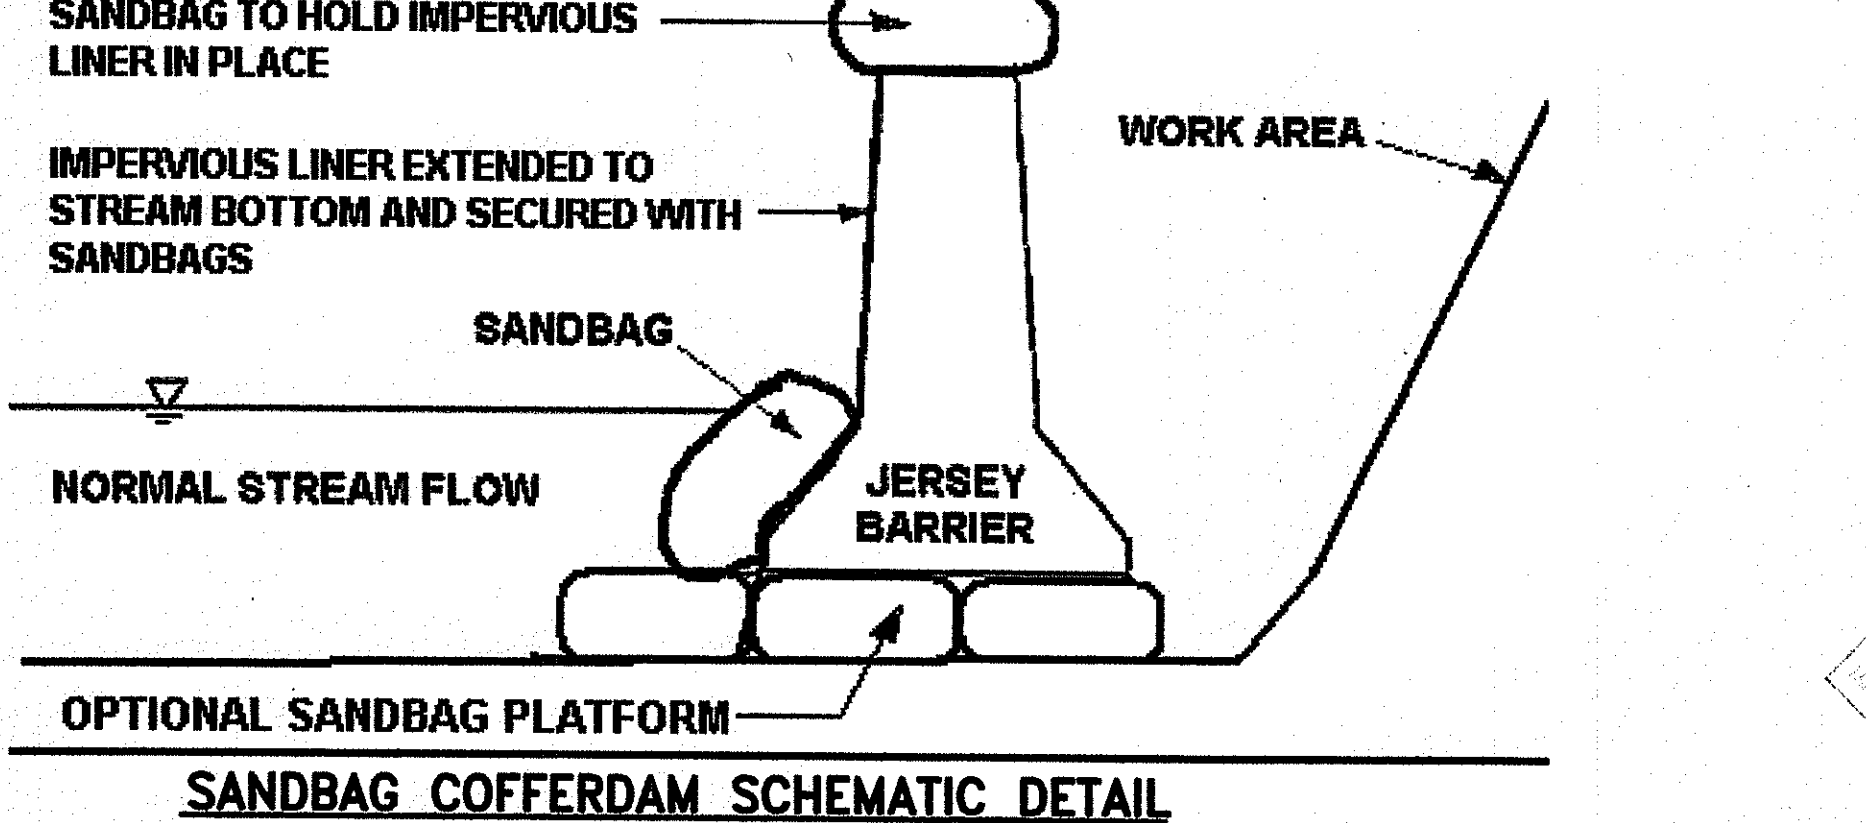 SANDBAG TO HOLD IMPERVIOUS
LINER IN PLACE
WORK AREA
IMPERVIOUS LINER EXTENDED TO
STREAM BOTTOM AND SECURED WITH
SANDBAGS
SANDBAG
NORMAL STREAM FLOW
JERSEY
BARRIER
OPTIONAL SANDBAG PLATFORM
SANDBAG COFFERDAM SCHEMATIC DETAIL